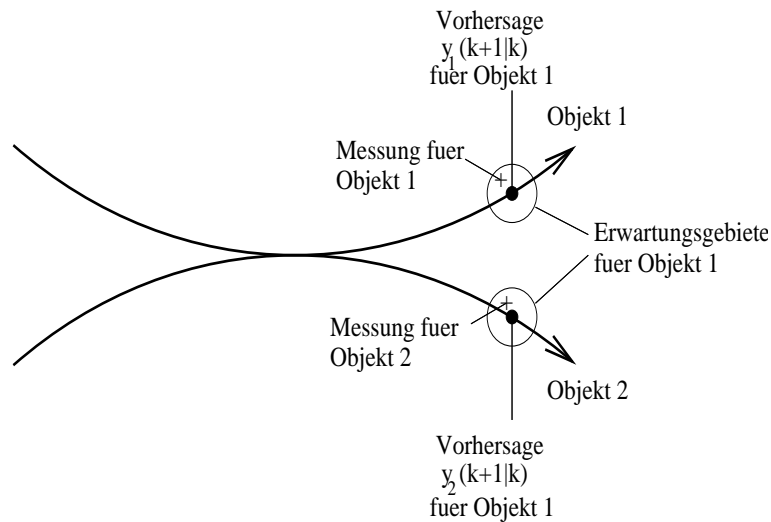 Vorhersage
y₁(k+1|k)
fuer Objekt 1
Objekt 1
Messung fuer
Objekt 1
Erwartungsgebiete
fuer Objekt 1
Messung fuer
Objekt 2
Objekt 2
Vorhersage
y₂(k+1|k)
fuer Objekt 1